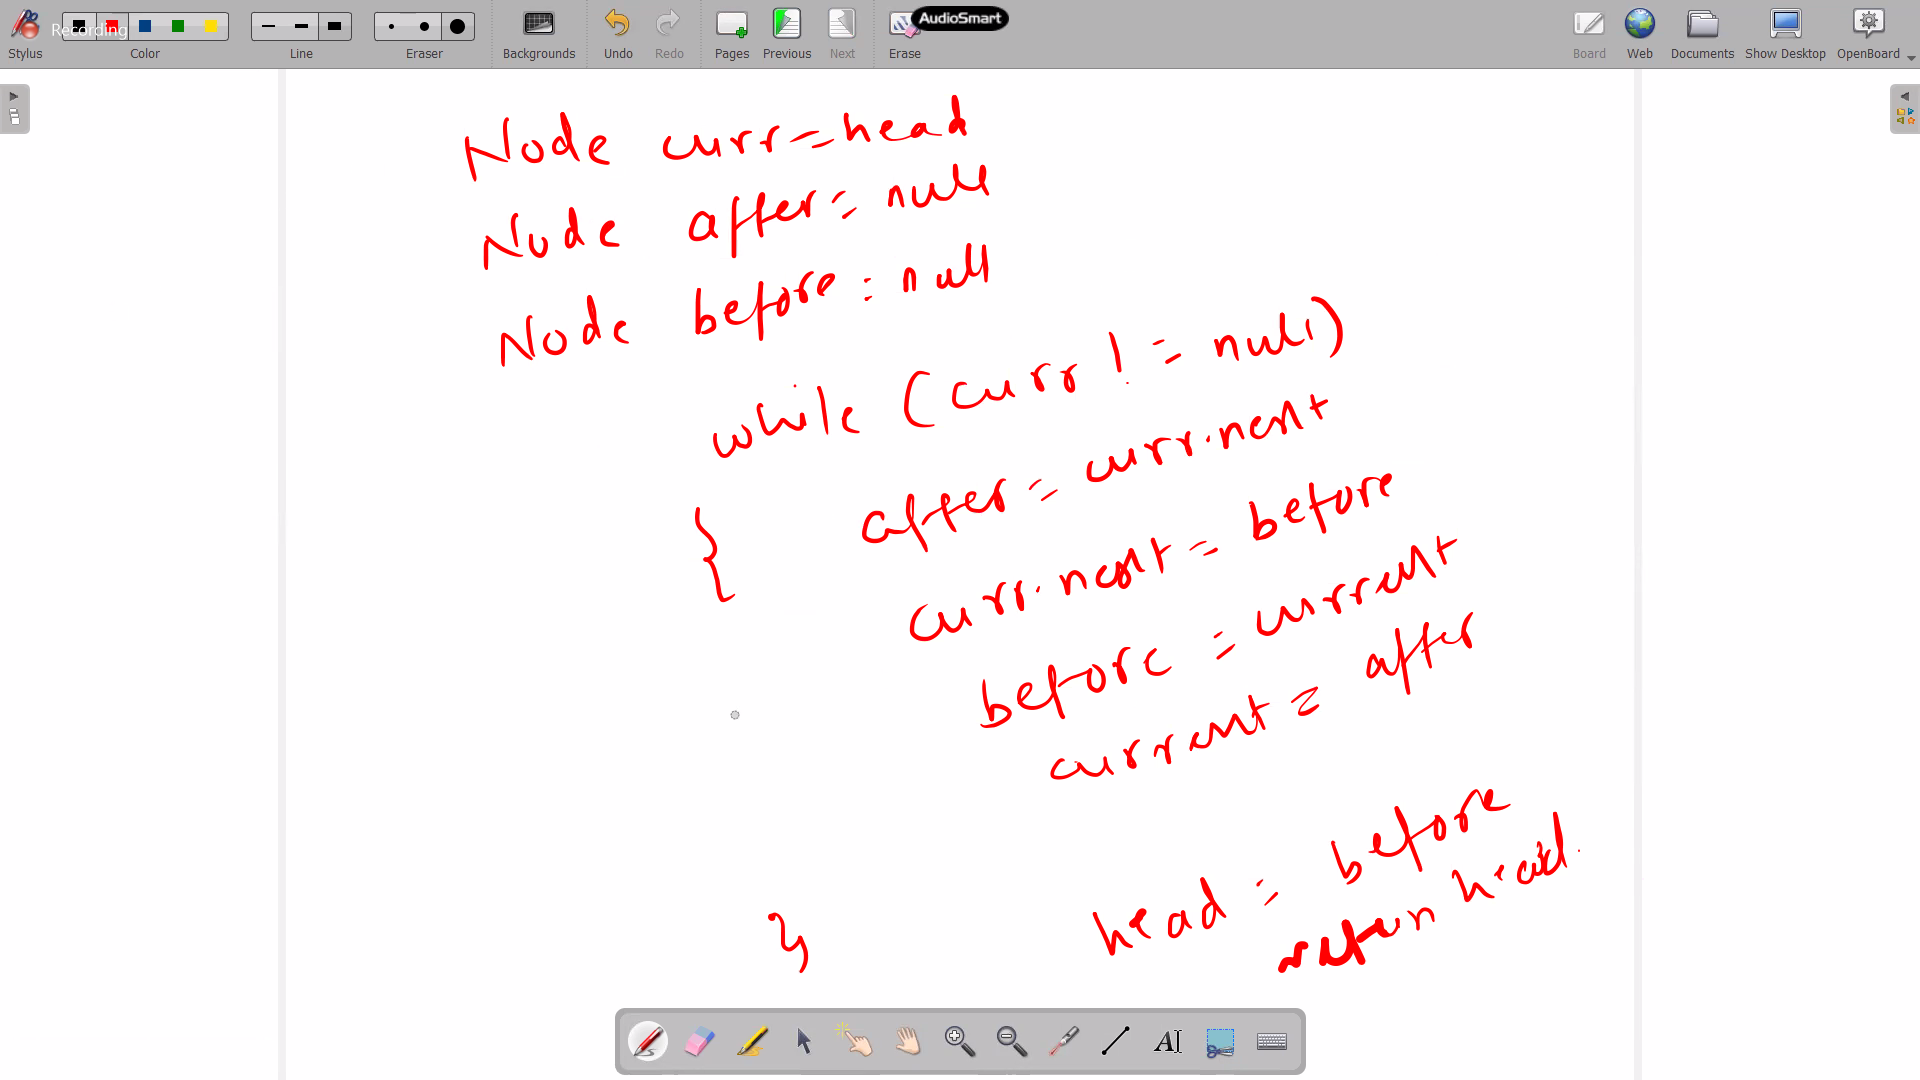 AudioSmart
Recording
Stylus Color Line Eraser Backgrounds Undo Redo Pages Previous Next Erase Board Web Documents Show Desktop OpenBoard
Node curr = head
Node after = null
Node before = null
while (curr != null)
{
after = curr.next
curr.next = before
before = current
current = after
}
head = before
return head.